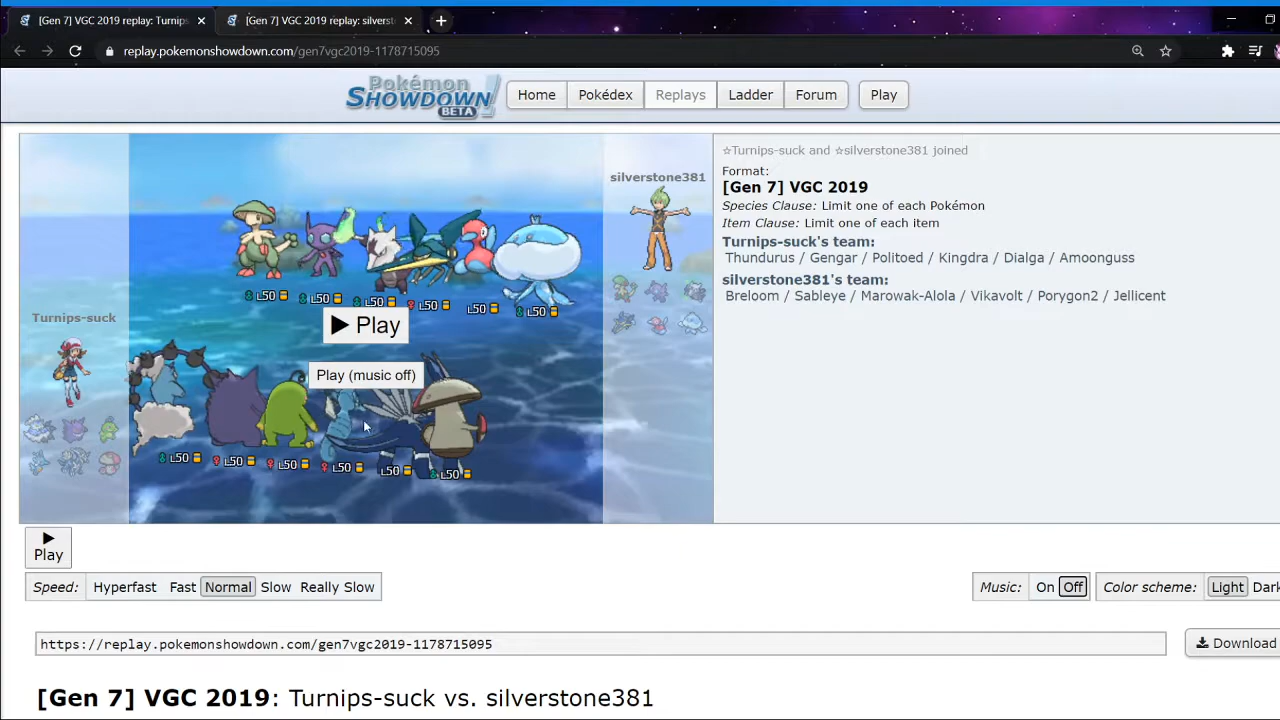 [Gen 7] VGC 2019 replay: Turnips-
[Gen 7] VGC 2019 replay: silverst
replay.pokemonshowdown.com/gen7vgc2019-1178715095
Pokémon
SHOWDOWN!
BETA
Home
Pokédex
Replays
Ladder
Forum
Play
Turnips-suck
silverstone381
L50
L50
L50
L50
L50
L50
▶ Play
Play (music off)
L50
L50
L50
L50
L50
L50
☆Turnips-suck and ☆silverstone381 joined
Format:
[Gen 7] VGC 2019
Species Clause: Limit one of each Pokémon
Item Clause: Limit one of each item
Turnips-suck's team:
Thundurus / Gengar / Politoed / Kingdra / Dialga / Amoonguss
silverstone381's team:
Breloom / Sableye / Marowak-Alola / Vikavolt / Porygon2 / Jellicent
▶
Play
Speed: Hyperfast Fast Normal Slow Really Slow
Music: On Off
Color scheme: Light Dark
https://replay.pokemonshowdown.com/gen7vgc2019-1178715095
Download
[Gen 7] VGC 2019: Turnips-suck vs. silverstone381